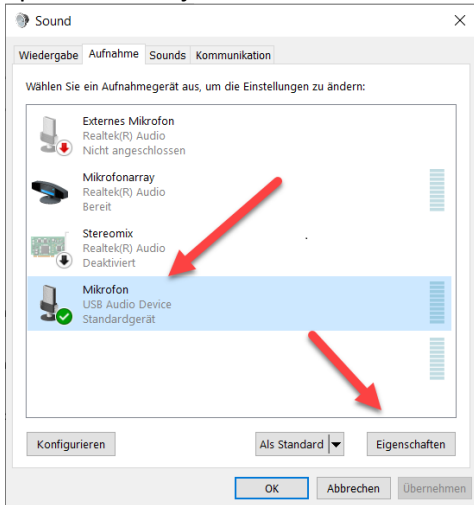 Sound
Wiedergabe Aufnahme Sounds Kommunikation
Wählen Sie ein Aufnahmegerät aus, um die Einstellungen zu ändern:
Externes Mikrofon
Realtek(R) Audio
Nicht angeschlossen
Mikrofonarray
Realtek(R) Audio
Bereit
Stereomix
Realtek(R) Audio
Deaktiviert
Mikrofon
USB Audio Device
Standardgerät
Konfigurieren Als Standard Eigenschaften
OK Abbrechen Übernehmen